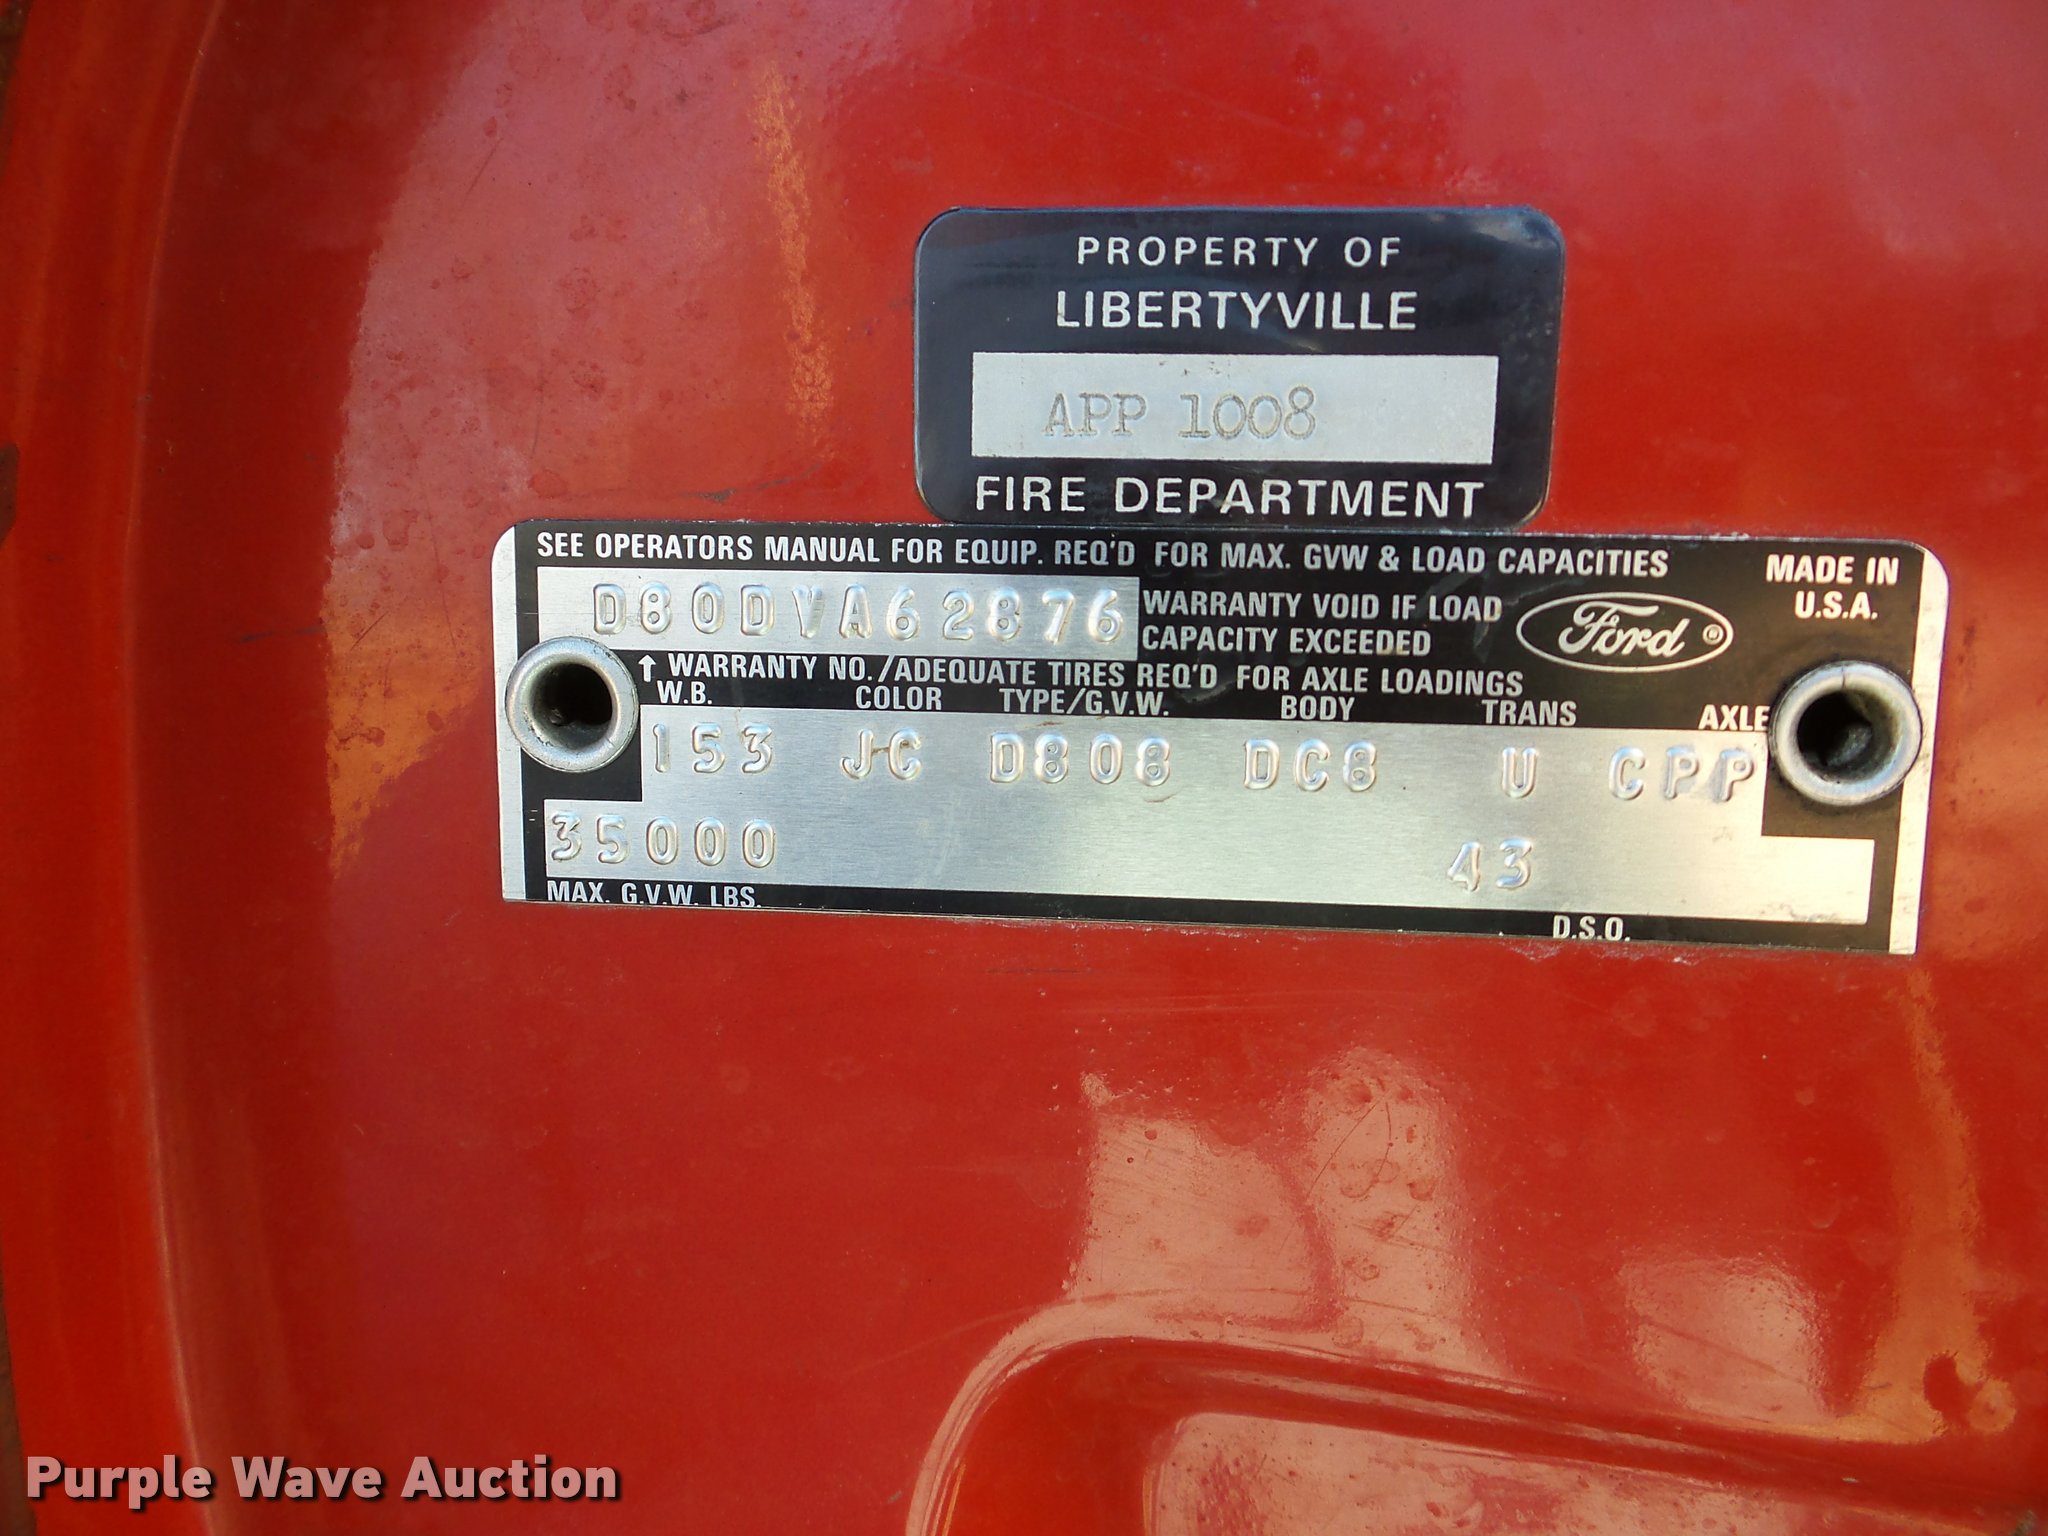 PROPERTY OF
LIBERTYVILLE
APP 1008
FIRE DEPARTMENT
SEE OPERATORS MANUAL FOR EQUIP. REQ'D FOR MAX. GVW & LOAD CAPACITIES
MADE IN
U.S.A.
D80DVA62876
WARRANTY VOID IF LOAD
CAPACITY EXCEEDED
Ford ®
↑ WARRANTY NO./ADEQUATE TIRES REQ'D FOR AXLE LOADINGS
W.B. COLOR TYPE/G.V.W. BODY TRANS AXLE
153 JC D808 DC8 U CPP
35000 43
MAX. G.V.W. LBS. D.S.O.
Purple Wave Auction